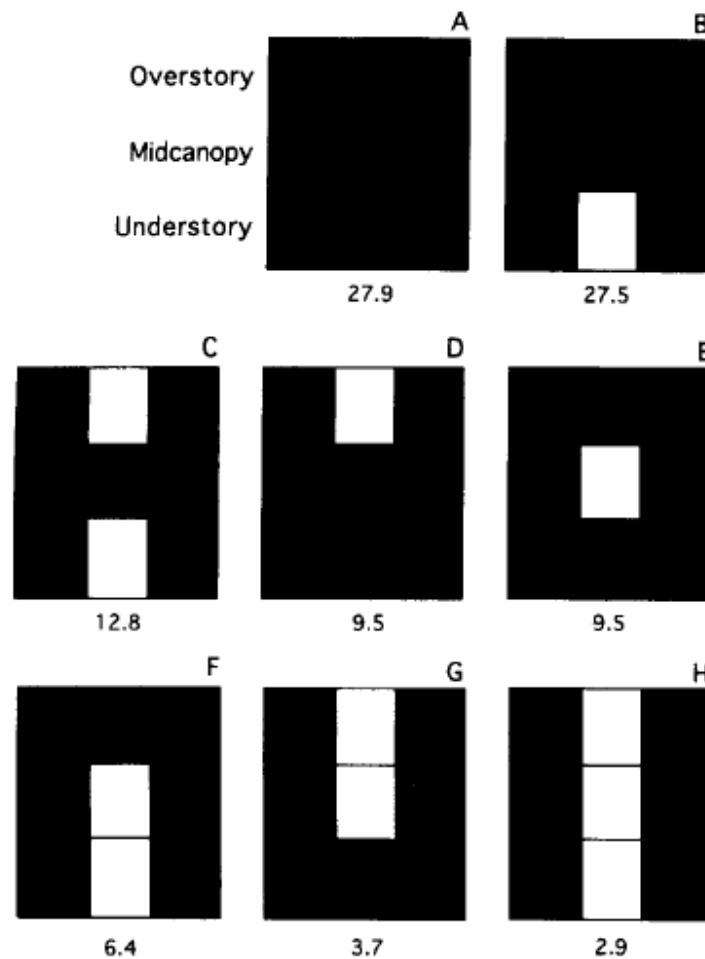 A
B
Overstory
Midcanopy
Understory
27.9
27.5
C
D
E
12.8
9.5
9.5
F
G
H
6.4
3.7
2.9